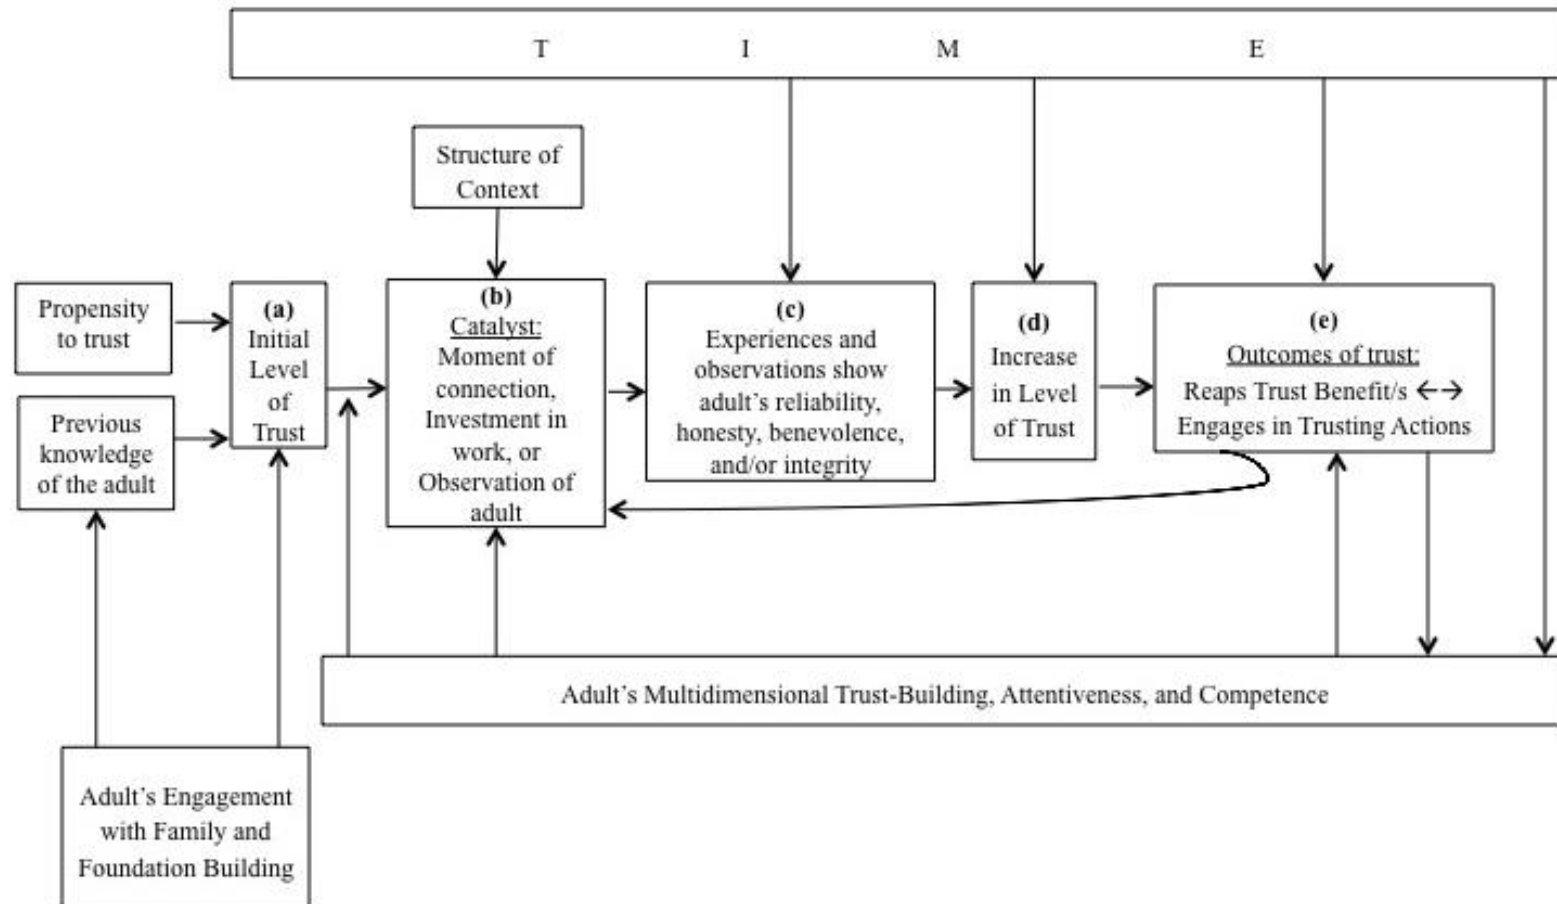 T I M E
Structure of
Context
Propensity
to trust
Previous
knowledge
of the adult
(a)
Initial
Level
of
Trust
(b)
Catalyst:
Moment of
connection,
Investment in
work, or
Observation of
adult
(c)
Experiences and
observations show
adult's reliability,
honesty, benevolence,
and/or integrity
(d)
Increase
in Level
of Trust
(e)
Outcomes of trust:
Reaps Trust Benefit/s ←→
Engages in Trusting Actions
Adult's Multidimensional Trust-Building, Attentiveness, and Competence
Adult's Engagement
with Family and
Foundation Building